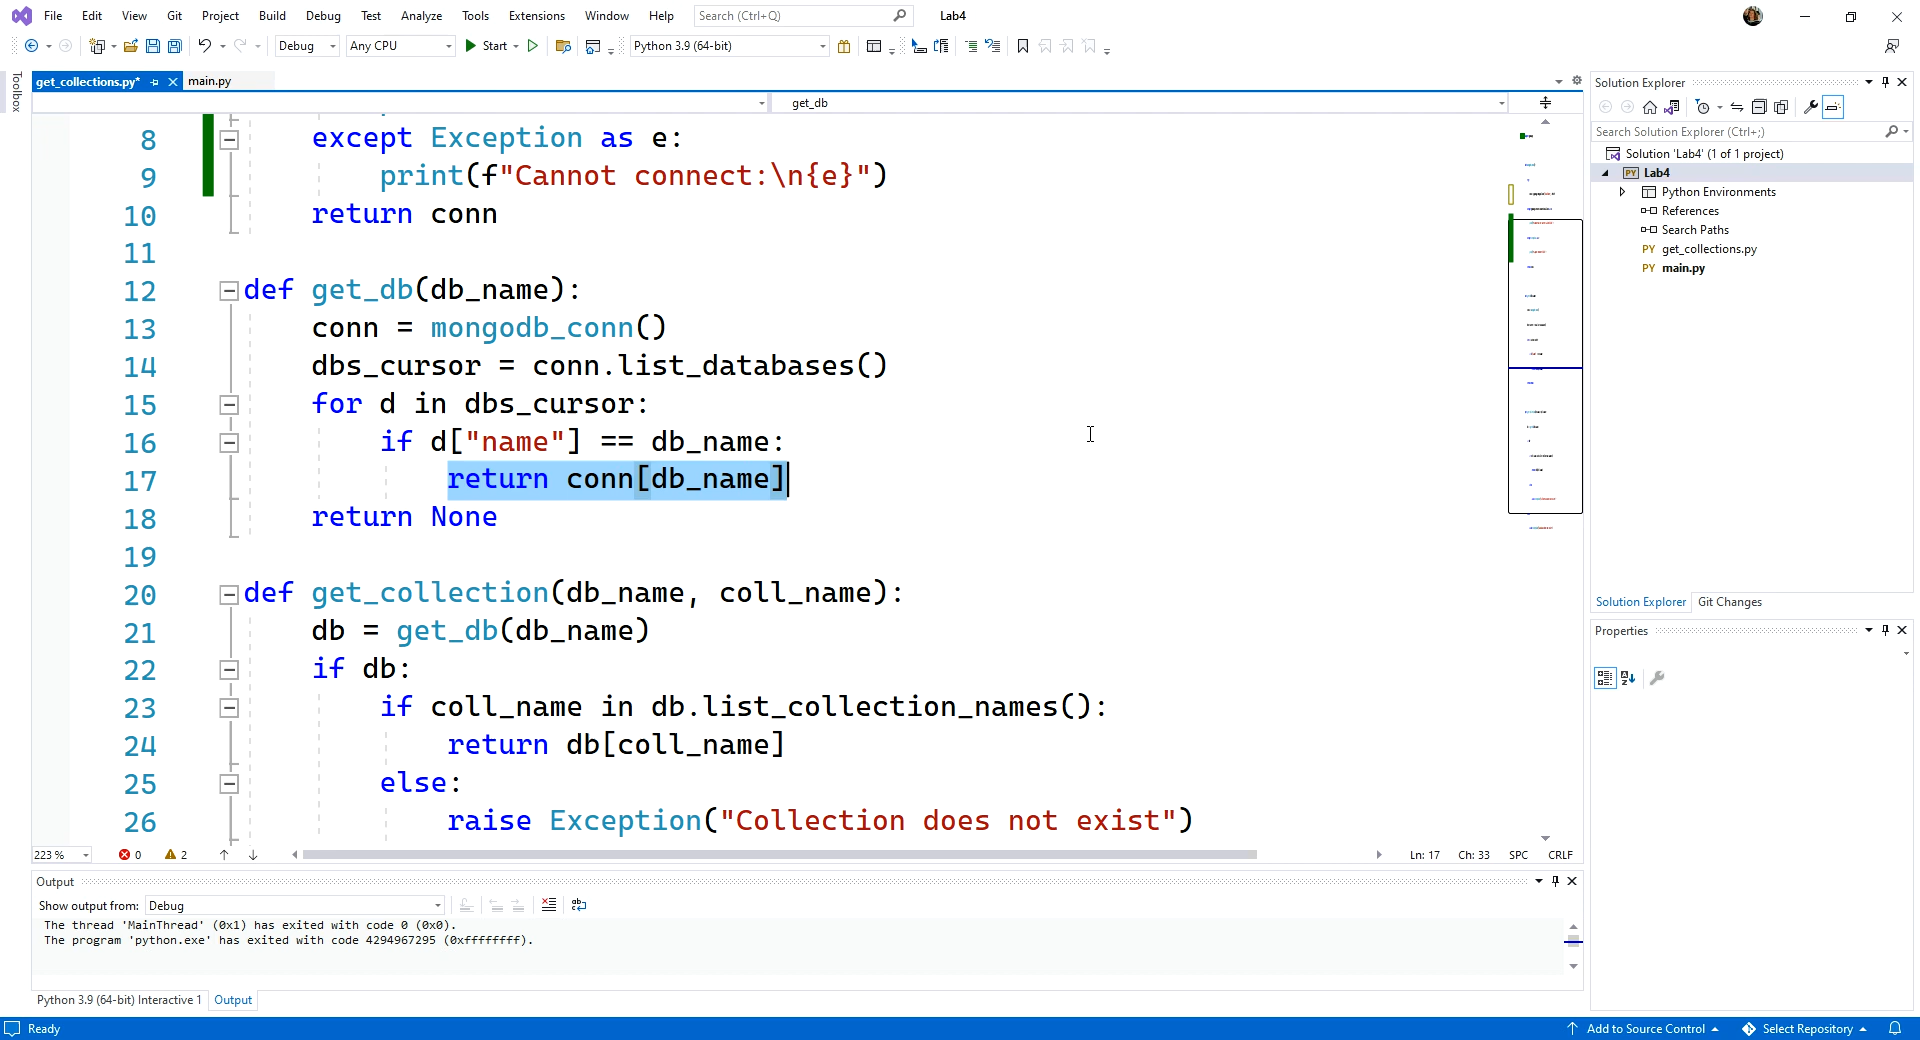 File Edit View Git Project Build Debug Test Analyze Tools Extensions Window Help Search (Ctrl+Q) Lab4
Debug Any CPU Start Python 3.9 (64-bit)
Toolbox
get_collections.py* main.py
get_db
8 except Exception as e:
9 print(f"Cannot connect:\n{e}")
10 return conn
11
12 def get_db(db_name):
13 conn = mongodb_conn()
14 dbs_cursor = conn.list_databases()
15 for d in dbs_cursor:
16 if d["name"] == db_name:
17 return conn[db_name]
18 return None
19
20 def get_collection(db_name, coll_name):
21 db = get_db(db_name)
22 if db:
23 if coll_name in db.list_collection_names():
24 return db[coll_name]
25 else:
26 raise Exception("Collection does not exist")
223 % 0 2 Ln: 17 Ch: 33 SPC CRLF
Output
Show output from: Debug
The thread 'MainThread' (0x1) has exited with code 0 (0x0).
The program 'python.exe' has exited with code 4294967295 (0xffffffff).
Python 3.9 (64-bit) Interactive 1 Output
Solution Explorer
Search Solution Explorer (Ctrl+;)
Solution 'Lab4' (1 of 1 project)
PY Lab4
Python Environments
References
Search Paths
PY get_collections.py
PY main.py
Solution Explorer Git Changes
Properties
Ready Add to Source Control Select Repository